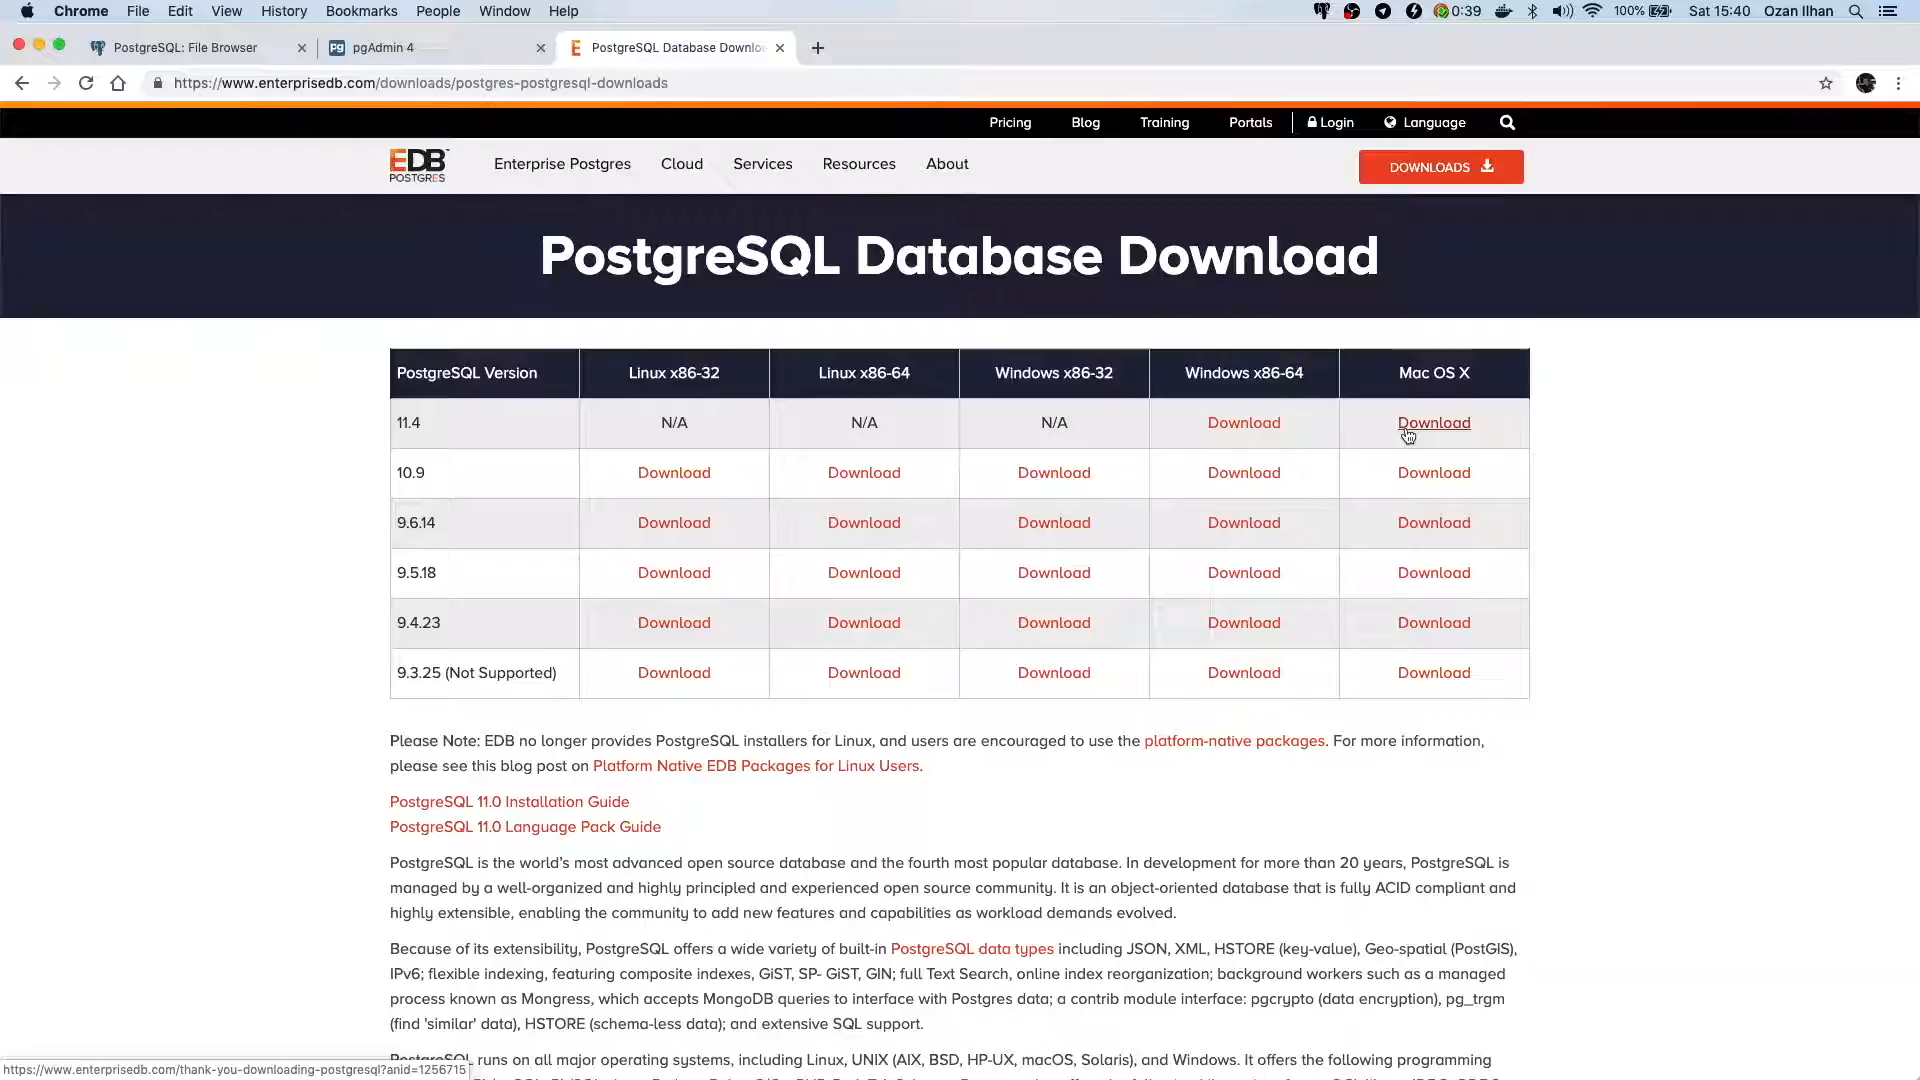 Chrome File Edit View History Bookmarks People Window Help 0:39 100% Sat 15:40 Ozan Ilhan
PostgreSQL: File Browser pgAdmin 4 PostgreSQL Database Downloa
https://www.enterprisedb.com/downloads/postgres-postgresql-downloads
Pricing Blog Training Portals Login Language
EDB POSTGRES Enterprise Postgres Cloud Services Resources About DOWNLOADS
PostgreSQL Database Download
PostgreSQL Version Linux x86-32 Linux x86-64 Windows x86-32 Windows x86-64 Mac OS X
11.4 N/A N/A N/A Download Download
10.9 Download Download Download Download Download
9.6.14 Download Download Download Download Download
9.5.18 Download Download Download Download Download
9.4.23 Download Download Download Download Download
9.3.25 (Not Supported) Download Download Download Download Download
Please Note: EDB no longer provides PostgreSQL installers for Linux, and users are encouraged to use the platform-native packages. For more information,
please see this blog post on Platform Native EDB Packages for Linux Users.
PostgreSQL 11.0 Installation Guide
PostgreSQL 11.0 Language Pack Guide
PostgreSQL is the world's most advanced open source database and the fourth most popular database. In development for more than 20 years, PostgreSQL is
managed by a well-organized and highly principled and experienced open source community. It is an object-oriented database that is fully ACID compliant and
highly extensible, enabling the community to add new features and capabilities as workload demands evolved.
Because of its extensibility, PostgreSQL offers a wide variety of built-in PostgreSQL data types including JSON, XML, HSTORE (key-value), Geo-spatial (PostGIS),
IPv6; flexible indexing, featuring composite indexes, GiST, SP- GiST, GIN; full Text Search, online index reorganization; background workers such as a managed
process known as Mongress, which accepts MongoDB queries to interface with Postgres data; a contrib module interface: pgcrypto (data encryption), pg_trgm
(find 'similar' data), HSTORE (schema-less data); and extensive SQL support.
PostgreSQL runs on all major operating systems, including Linux, UNIX (AIX, BSD, HP-UX, macOS, Solaris), and Windows. It offers the following programming
https://www.enterprisedb.com/thank-you-downloading-postgresql?anid=1256715